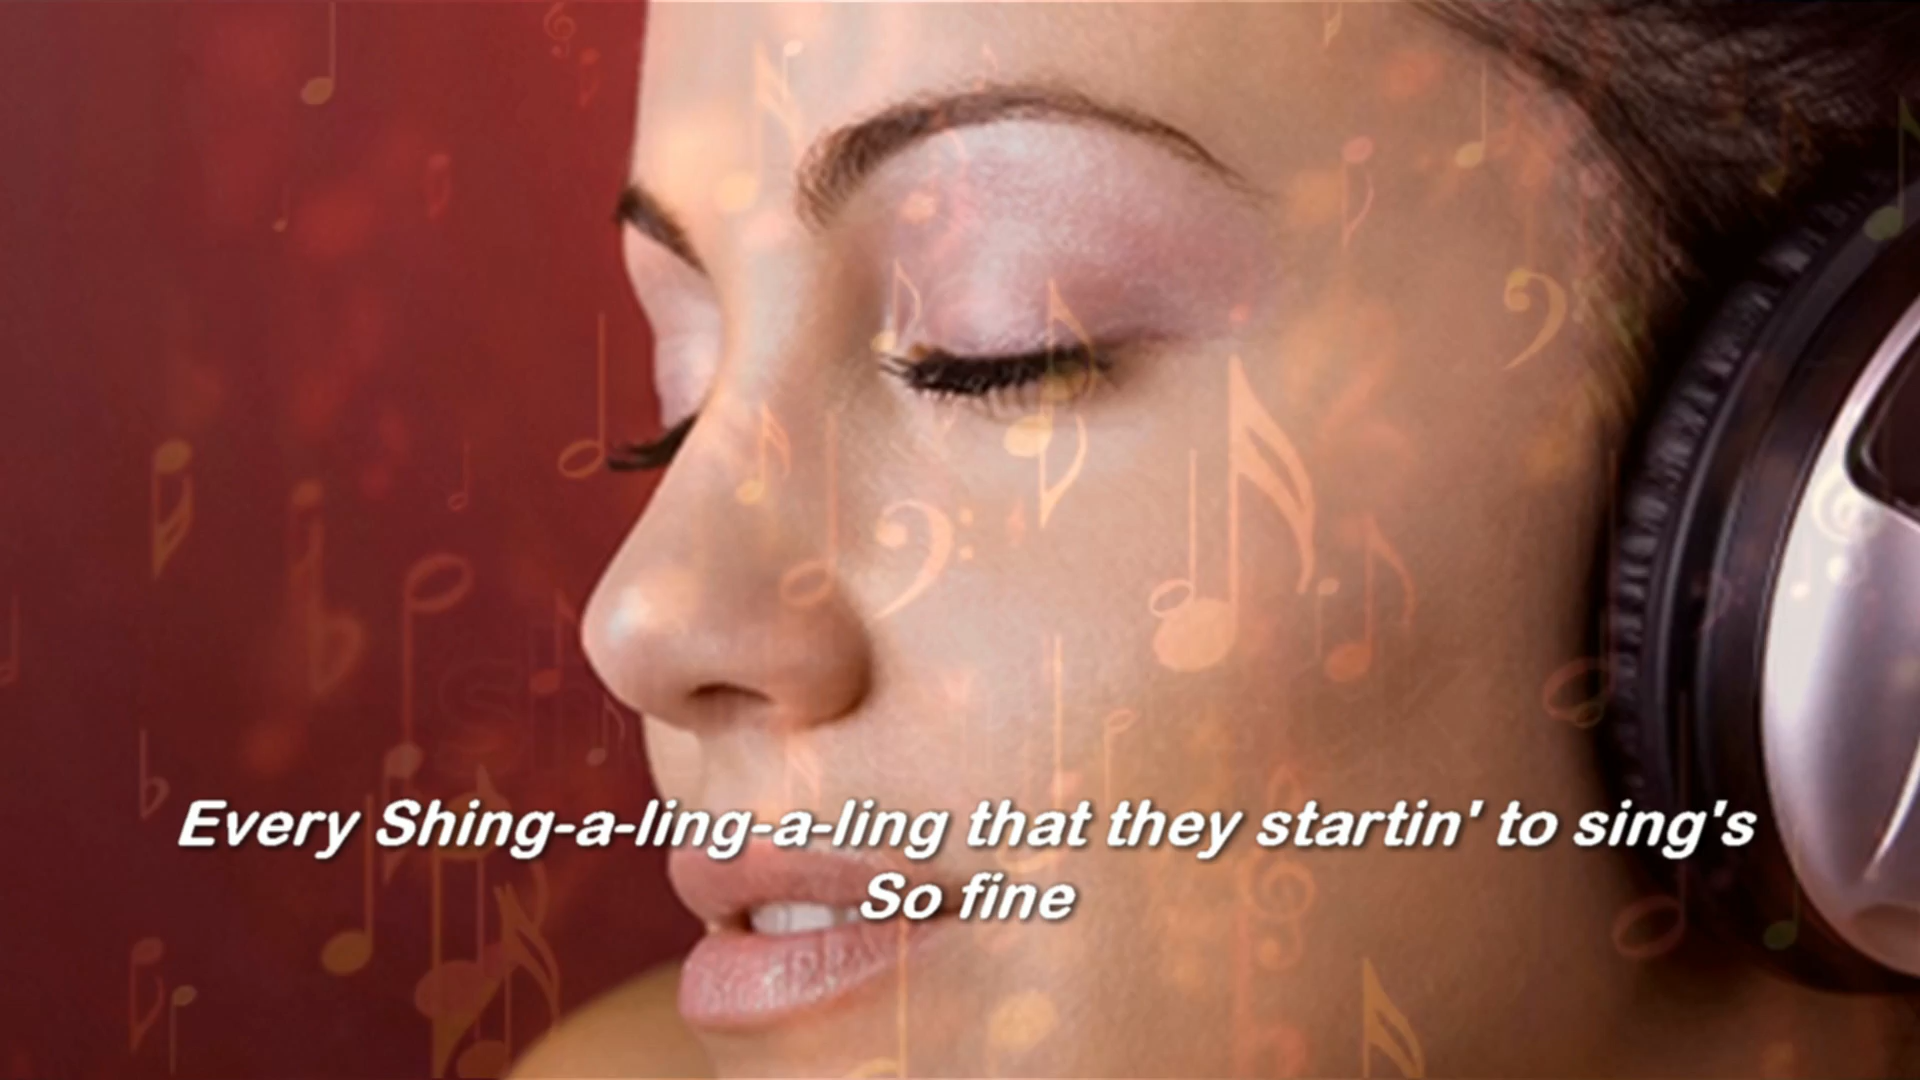 Every Shing-a-ling-a-ling that they startin' to sing's
So fine